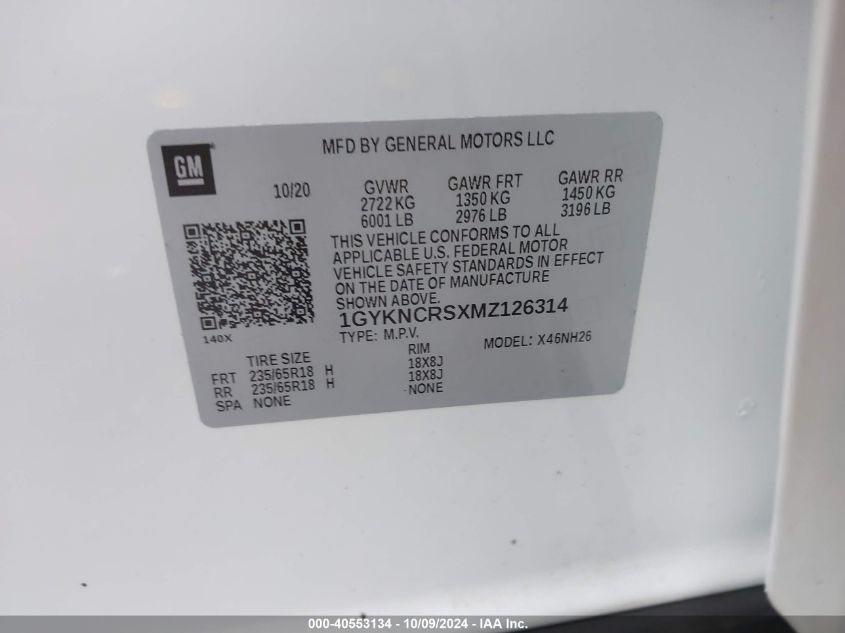 GM
MFD BY GENERAL MOTORS LLC
10/20
GVWR
2722 KG
6001 LB
GAWR FRT
1350 KG
2976 LB
GAWR RR
1450 KG
3196 LB
THIS VEHICLE CONFORMS TO ALL
APPLICABLE U.S. FEDERAL MOTOR
VEHICLE SAFETY STANDARDS IN EFFECT
ON THE DATE OF MANUFACTURE
SHOWN ABOVE.
1GYKNCRSXMZ126314
TYPE: M.P.V.
MODEL: X46NH26
140X
TIRE SIZE RIM
FRT 235/65R18 H 18X8J
RR 235/65R18 H 18X8J
SPA NONE NONE
000-40553134 - 10/09/2024 - IAA Inc.